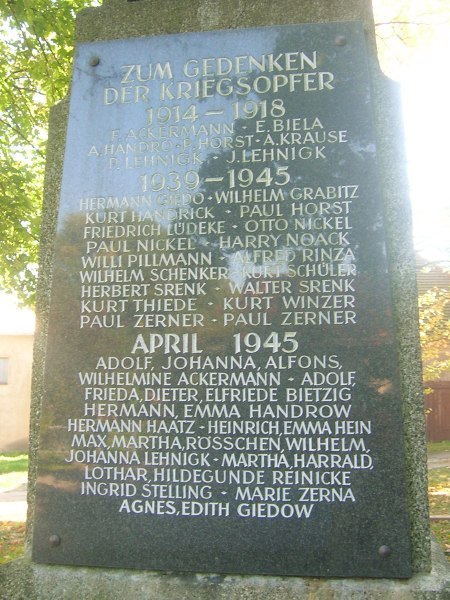 ZUM GEDENKEN
DER KRIEGSOPFER
1914 – 1918
E. ACKERMANN - E. BIELA
A. HANDRO - P. HORST - A. KRAUSE
P. LEHNIGK - J. LEHNIGK
1939 – 1945
HERMANN GIEDO - WILHELM GRABITZ
KURT HANDRICK - PAUL HORST
FRIEDRICH LÜDEKE - OTTO NICKEL
PAUL NICKEL - HARRY NOACK
WILLI PILLMANN - ALFRED RINZA
WILHELM SCHENKER - KURT SCHÜLER
HERBERT SRENK - WALTER SRENK
KURT THIEDE - KURT WINZER
PAUL ZERNER - PAUL ZERNER
APRIL 1945
ADOLF, JOHANNA, ALFONS,
WILHELMINE ACKERMANN - ADOLF,
FRIEDA, DIETER, ELFRIEDE BIETZIG
HERMANN, EMMA HANDROW
HERMANN HAATZ - HEINRICH, EMMA HEIN
MAX, MARTHA, RÖSSCHEN, WILHELM,
JOHANNA LEHNIGK - MARTHA, HARRALD,
LOTHAR, HILDEGUNDE REINICKE
INGRID STELLING - MARIE ZERNA
AGNES, EDITH GIEDOW